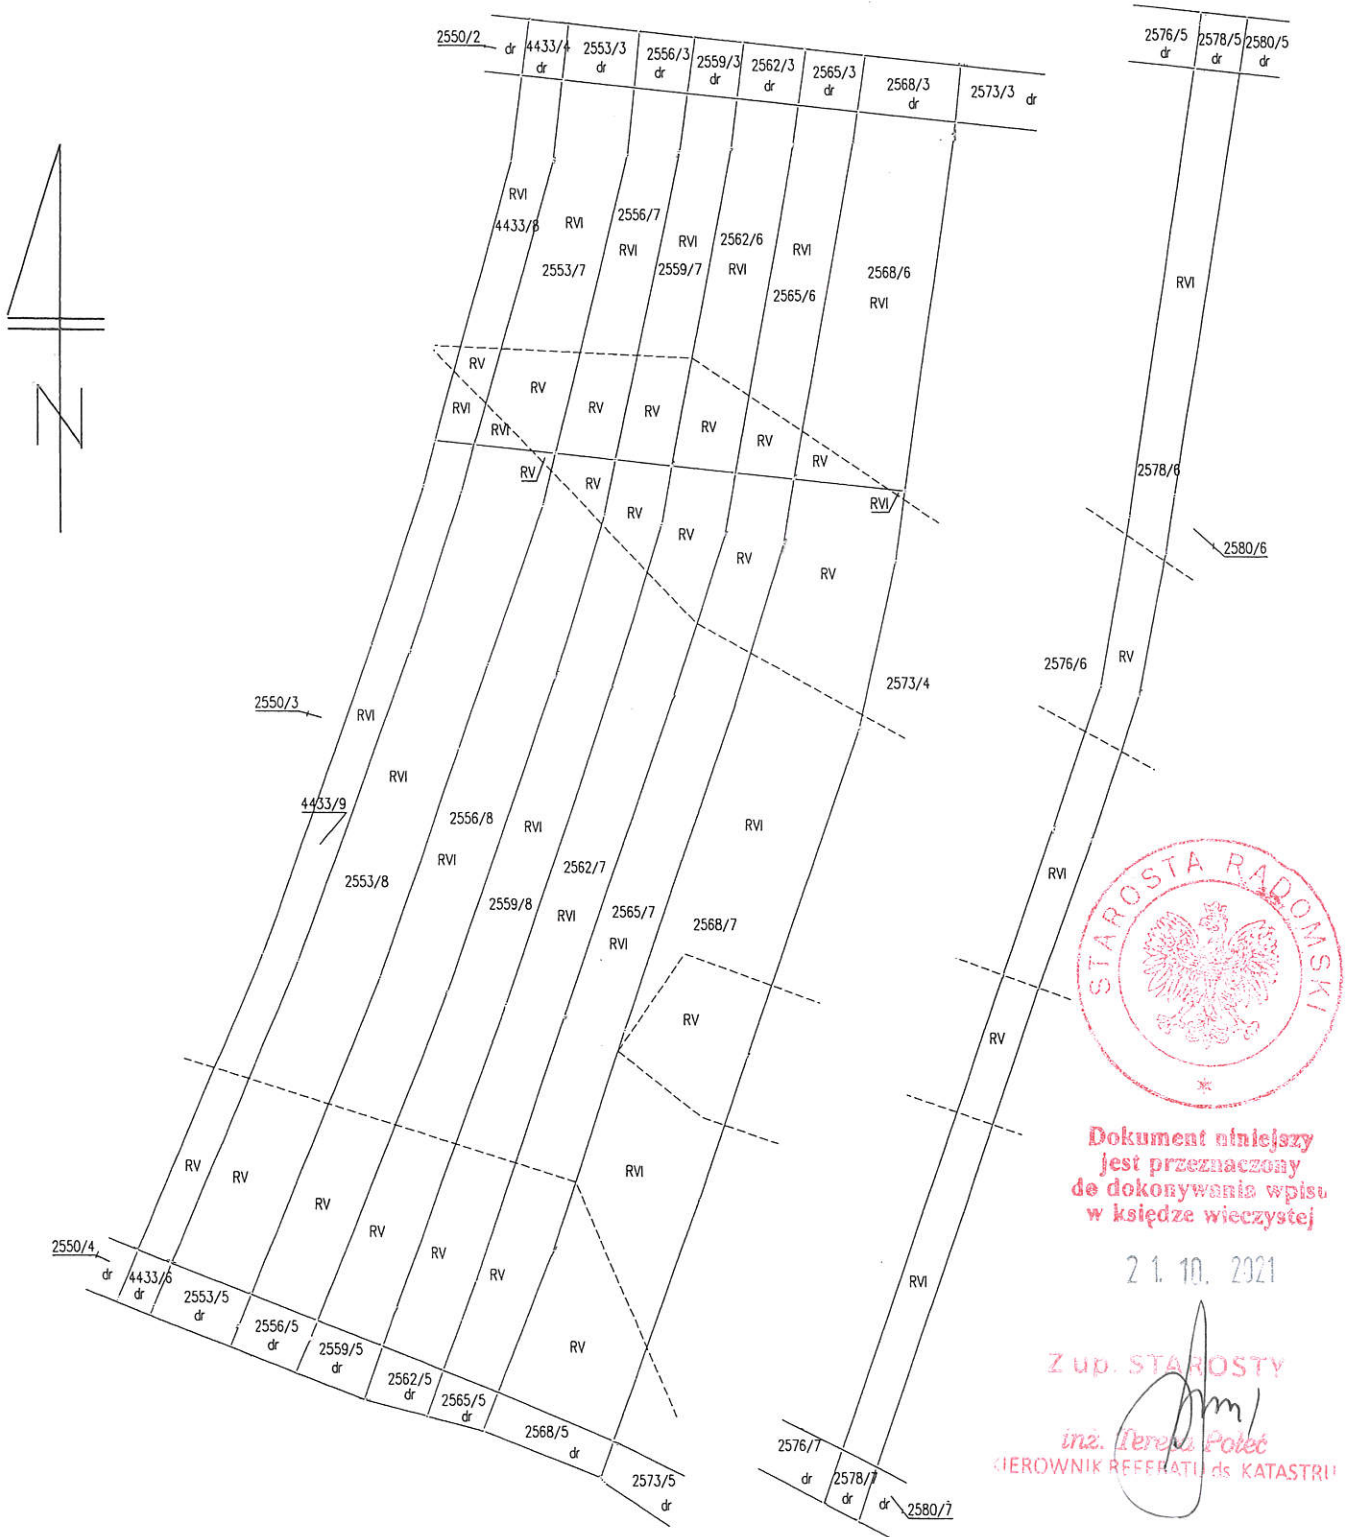 2550/2 dr 4433/4 dr 2553/3 dr 2556/3 dr 2559/3 dr 2562/3 dr 2565/3 dr 2568/3 dr 2573/3 dr
2576/5 dr 2578/5 dr 2580/5 dr
RVI
4433/8
RVI
2553/7
2556/7
RVI
RVI
2559/7
2562/6
RVI
RVI
2565/6
2568/6
RVI
RVI
N
RV
RV
RV
RV
RV
RV
RV
RVI
RVI
RV
RV
RV
RV
RV
RV
RVI
2578/6
2580/6
2576/6
RV
2573/4
2550/3
RVI
RVI
4433/9
2553/8
2556/8
RVI
RVI
2559/8
2562/7
RVI
2565/7
RVI
2568/7
RVI
RVI
RV
RV
RV
RV
RV
RV
RV
RV
RVI
RV
RVI
2550/4 dr 4433/6 dr 2553/5 dr 2556/5 dr 2559/5 dr 2562/5 dr 2565/5 dr 2568/5 dr 2573/5 dr
2576/7 dr 2578/7 dr dr 2580/7
STAROSTA RADOMSKI
Dokument niniejszy
jest przeznaczony
do dokonywania wpisu
w księdze wieczystej
21. 10. 2021
Z up. STAROSTY
inż. Teresa Połeć
KIEROWNIK REFERATU ds KATASTRU